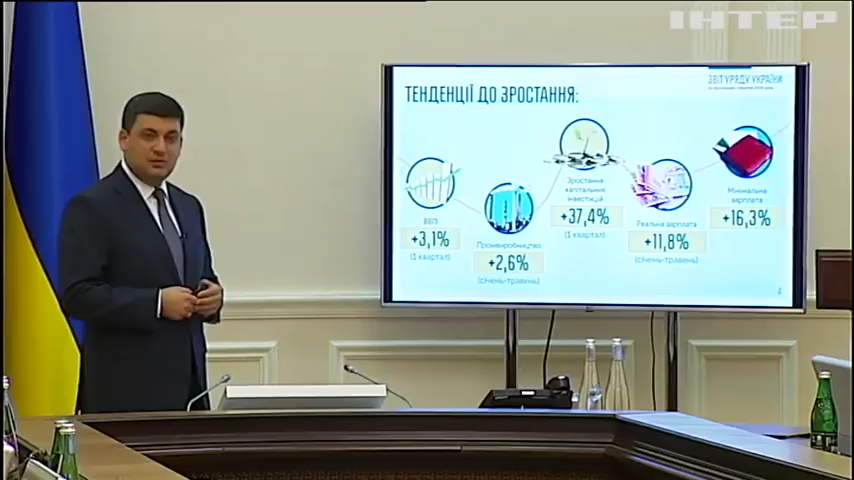 ІНТЕР
ЗВІТ УРЯДУ УКРАЇНИ
ТЕНДЕНЦІЇ ДО ЗРОСТАННЯ:
ВВП
+3,1%
(1 квартал)
Промвиробництво
+2,6%
(січень-травень)
Зростання
капітальних
інвестицій
+37,4%
(1 квартал)
Реальна зарплата
+11,8%
(січень-травень)
Мінімальна
зарплата
+16,3%
2